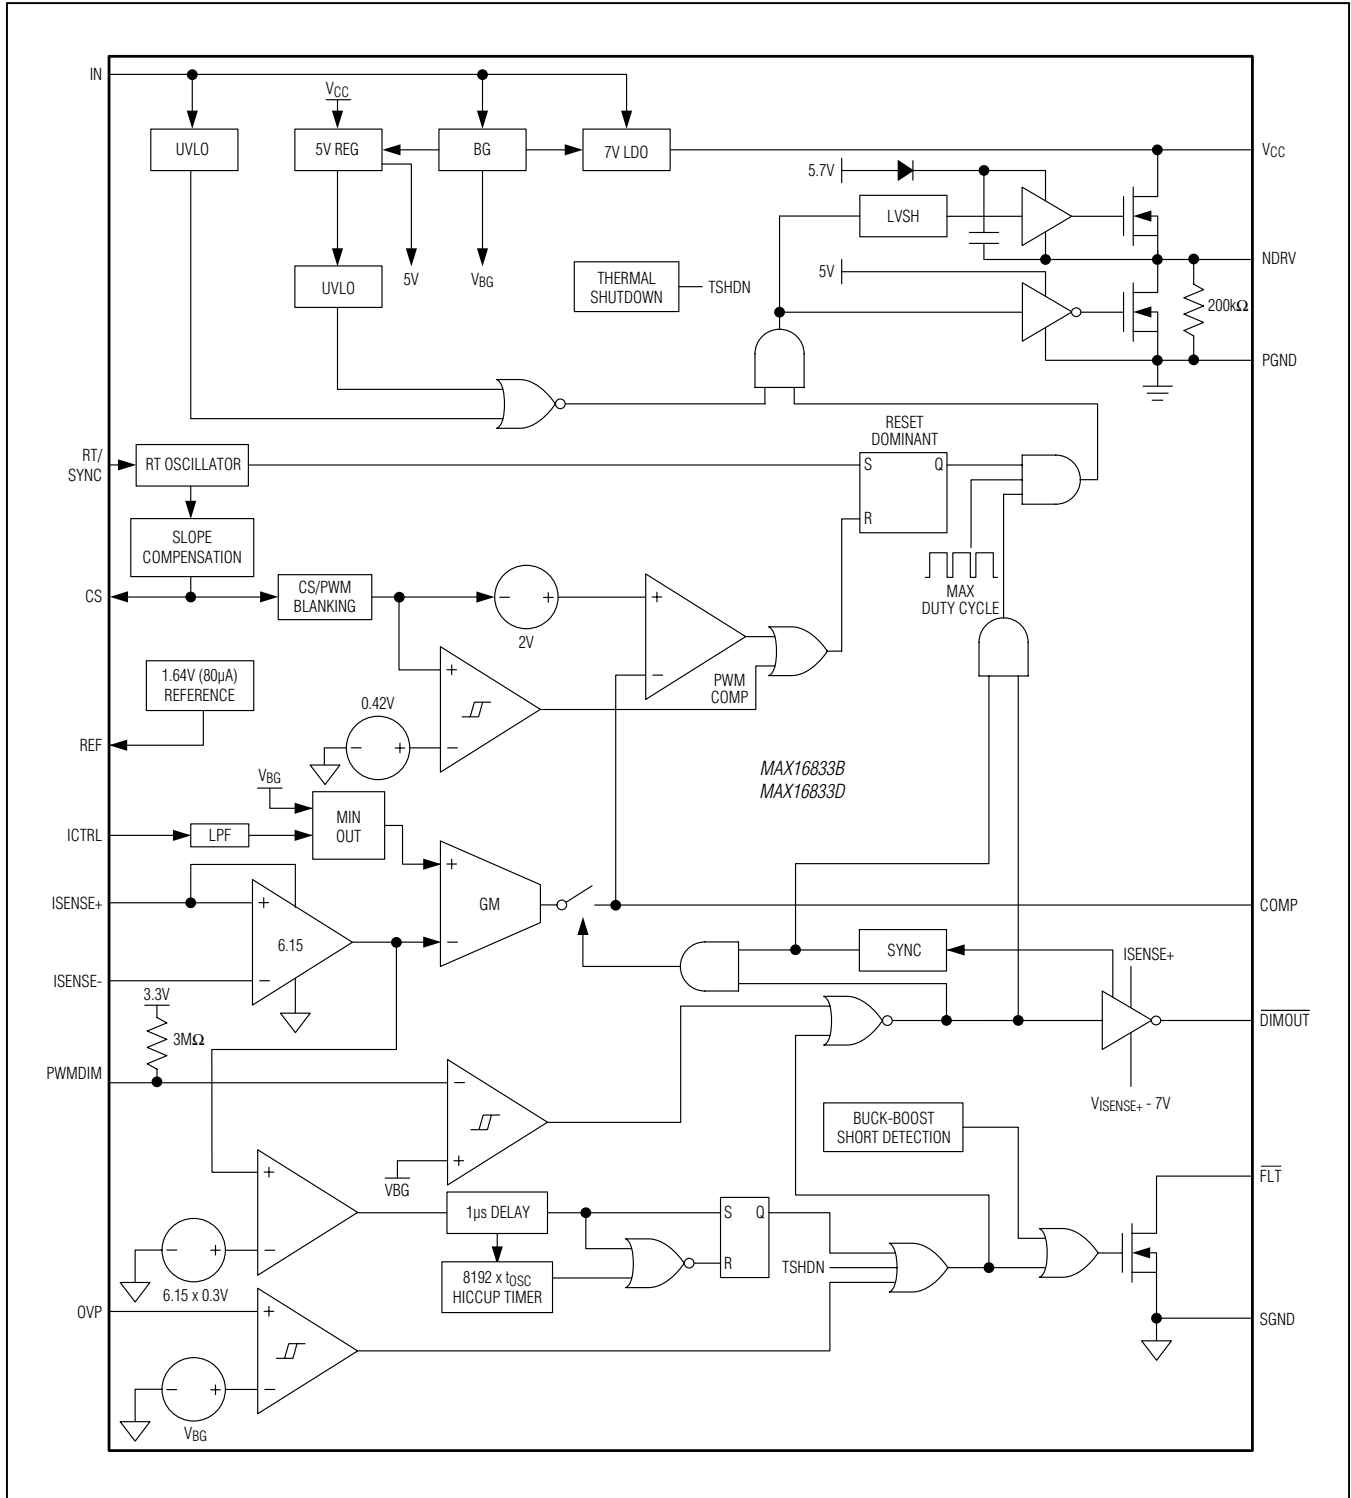 IN
VCC
UVLO
5V REG
BG
7V LDO
VCC
5.7V
LVSH
UVLO
5V
VBG
THERMAL
SHUTDOWN
TSHDN
5V
NDRV
200kΩ
PGND
RT/
SYNC
RT OSCILLATOR
RESET
DOMINANT
S
Q
R
SLOPE
COMPENSATION
CS
CS/PWM
BLANKING
-
+
2V
+
-
MAX
DUTY CYCLE
1.64V (80µA)
REFERENCE
REF
0.42V
-
+
+
-
PWM
COMP
MAX16833B
MAX16833D
VBG
MIN
OUT
ICTRL
LPF
+
-
GM
ISENSE+
+
6.15
-
ISENSE-
COMP
SYNC
ISENSE+
DIMOUT
VISENSE+ - 7V
3.3V
3MΩ
PWMDIM
-
+
VBG
BUCK-BOOST
SHORT DETECTION
FLT
+
-
1µs DELAY
S
Q
R
8192 x tOSC
HICCUP TIMER
TSHDN
-
+
6.15 x 0.3V
OVP
+
-
SGND
-
+
VBG